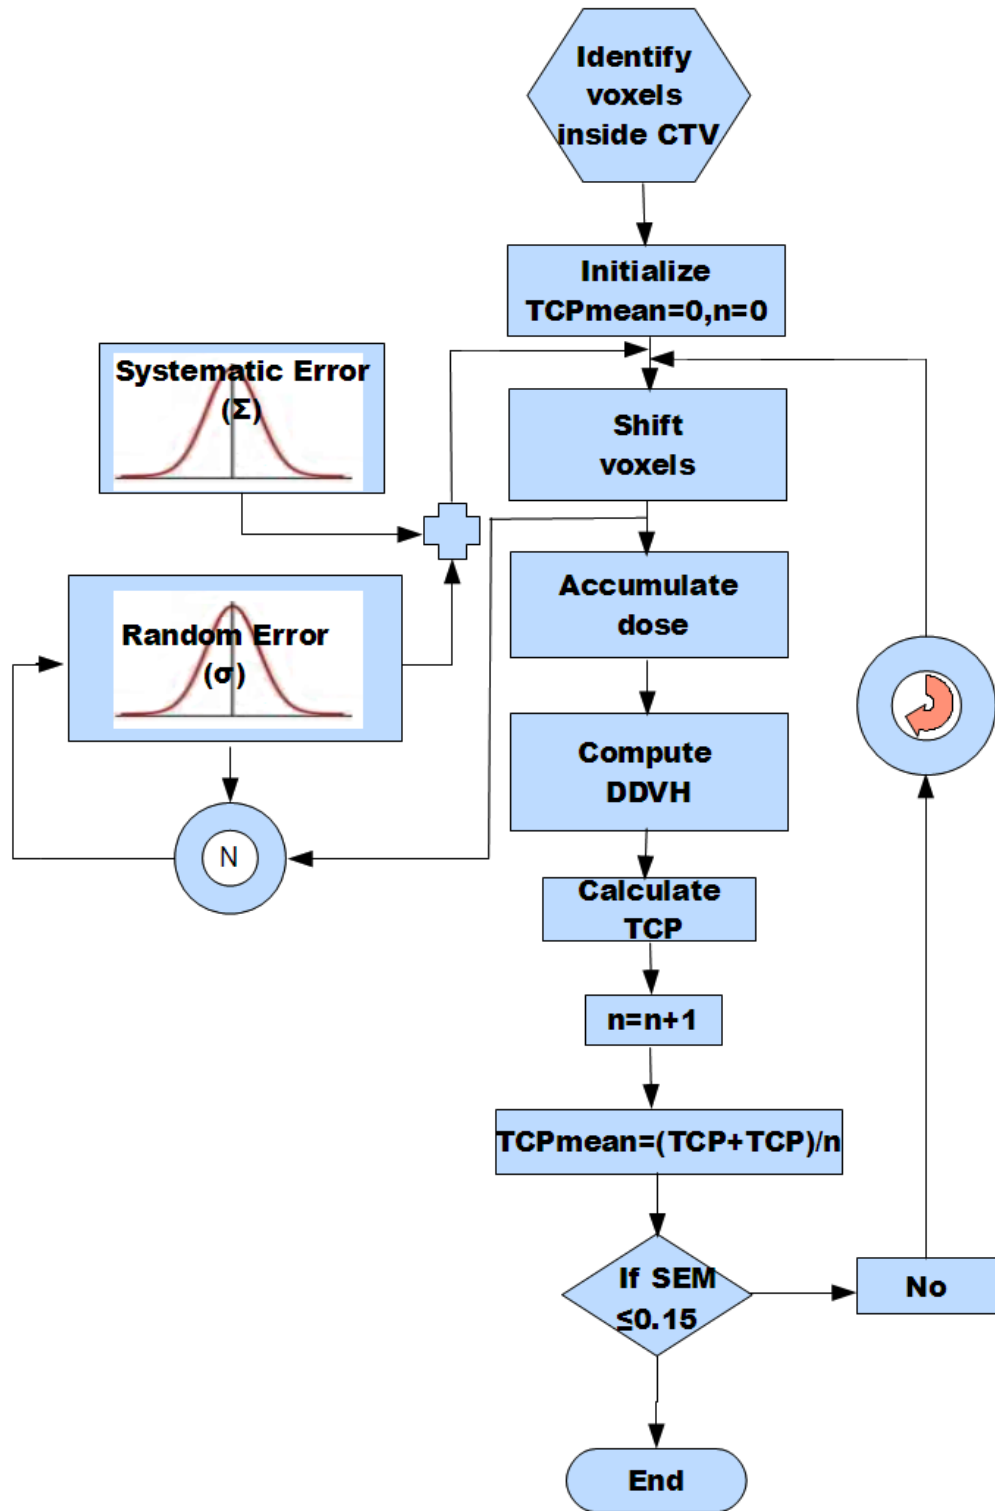 Identify
voxels
inside CTV
Initialize
TCPmean=0,n=0
Systematic Error
(Σ)
Shift
voxels
Accumulate
dose
Random Error
(σ)
Compute
DDVH
N
Calculate
TCP
n=n+1
TCPmean=(TCP+TCP)/n
If SEM
≤0.15
No
End